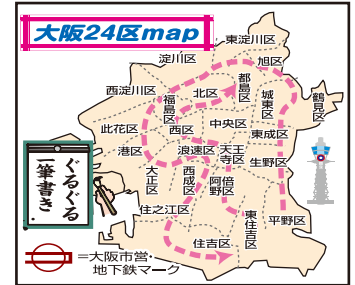 大阪24区map
東淀川区
淀川区
旭区
西淀川区
北区
都島区
城東区
鶴見区
福島区
此花区
西区
中央区
東成区
港区
浪速区
天王寺区
生野区
大正区
西成区
阿倍野区
住之江区
東住吉区
平野区
住吉区
ぐるぐる
一筆書き
=大阪市営・
地下鉄マーク